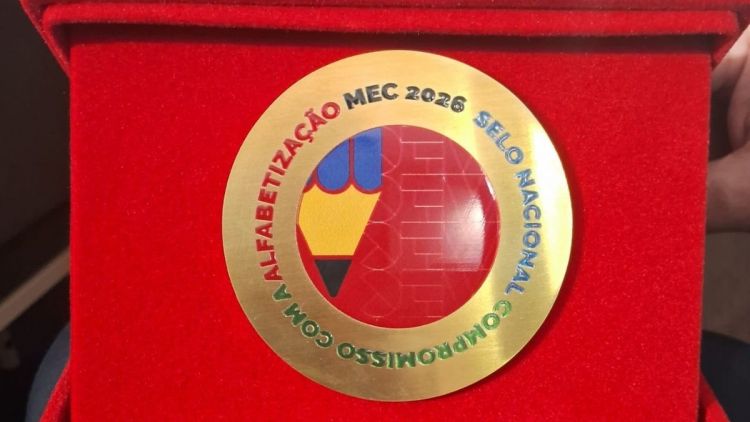 SELO NACIONAL COMPROMISSO COM A ALFABETIZAÇÃO
MEC 2026